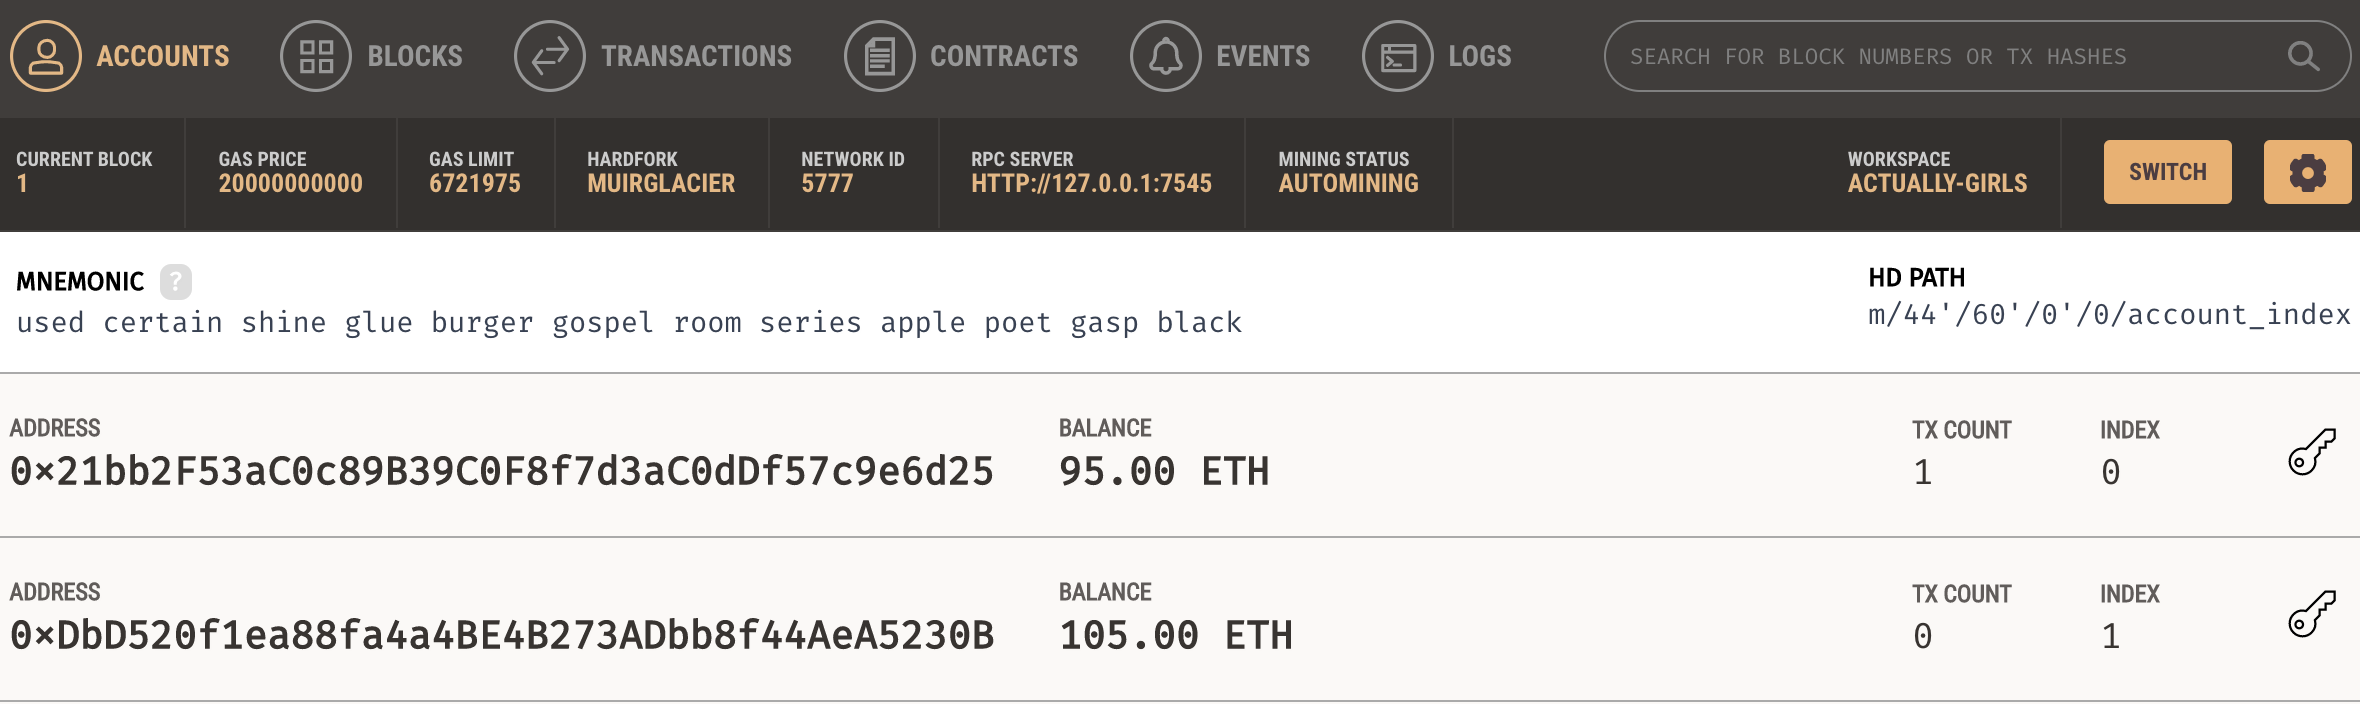 ACCOUNTS BLOCKS TRANSACTIONS CONTRACTS EVENTS LOGS SEARCH FOR BLOCK NUMBERS OR TX HASHES
CURRENT BLOCK GAS PRICE GAS LIMIT HARDFORK NETWORK ID RPC SERVER MINING STATUS WORKSPACE
1 20000000000 6721975 MUIRGLACIER 5777 HTTP://127.0.0.1:7545 AUTOMINING ACTUALLY-GIRLS SWITCH
MNEMONIC ? HD PATH
used certain shine glue burger gospel room series apple poet gasp black m/44'/60'/0'/0/account_index
ADDRESS BALANCE TX COUNT INDEX
0×21bb2F53aC0c89B39C0F8f7d3aC0dDf57c9e6d25 95.00 ETH 1 0
ADDRESS BALANCE TX COUNT INDEX
0×DbD520f1ea88fa4a4BE4B273ADbb8f44AeA5230B 105.00 ETH 0 1